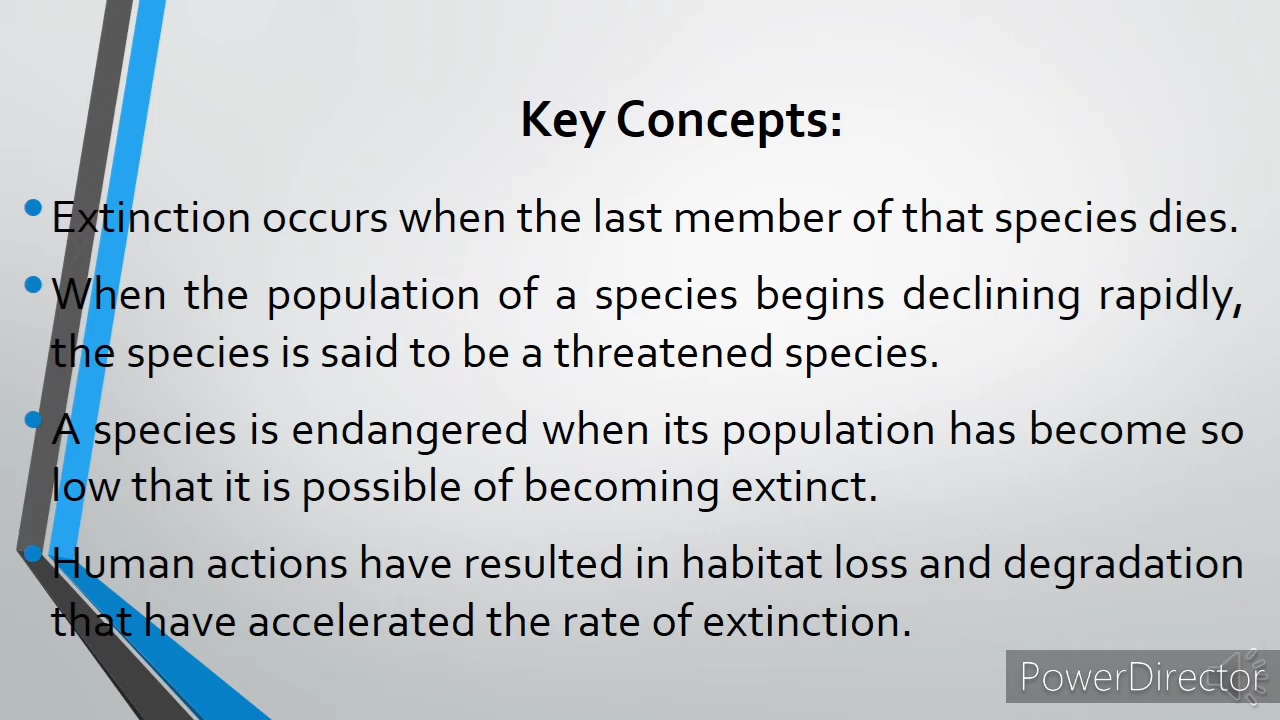 Key Concepts:
Extinction occurs when the last member of that species dies.
When the population of a species begins declining rapidly,
the species is said to be a threatened species.
A species is endangered when its population has become so
low that it is possible of becoming extinct.
Human actions have resulted in habitat loss and degradation
that have accelerated the rate of extinction.
PowerDirector